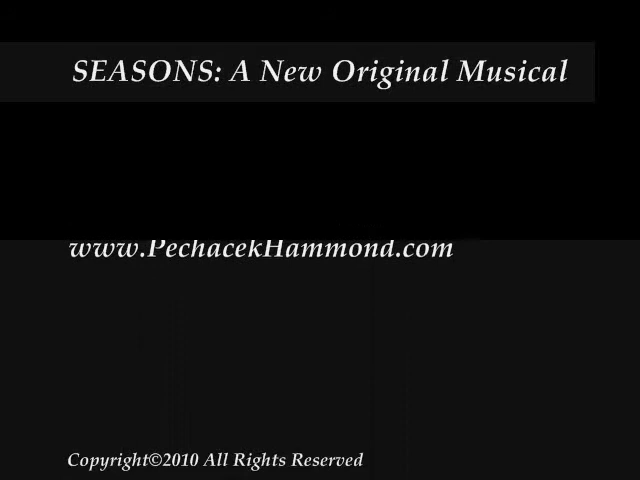 SEASONS: A New Original Musical
www.PechacekHammond.com
Copyright©2010 All Rights Reserved